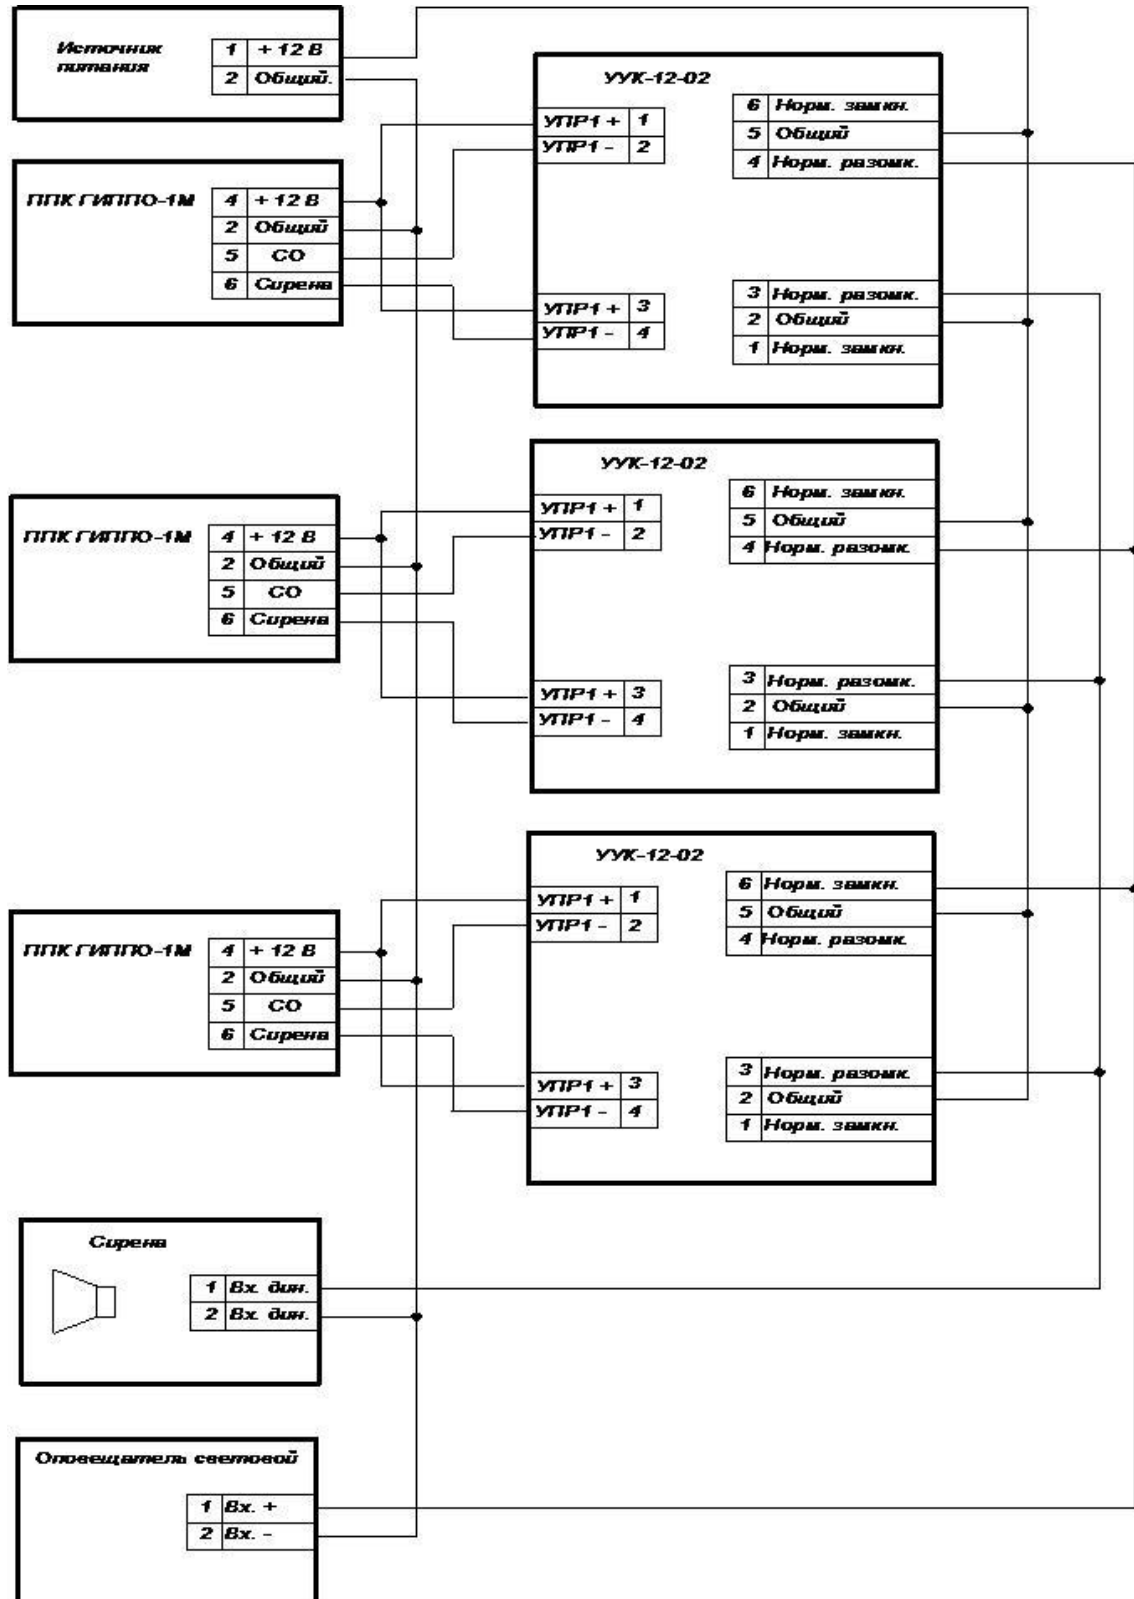 Источник
питания
1 + 12 В
2 Общий.
УУК-12-02
УПР1 + 1
УПР1 - 2
6 Норм. замкн.
5 Общий
4 Норм. разомк.
ППК ГИППО-1М
4 + 12 В
2 Общий
5 СО
6 Сирена
УПР1 + 3
УПР1 - 4
3 Норм. разомк.
2 Общий
1 Норм. замкн.
УУК-12-02
УПР1 + 1
УПР1 - 2
6 Норм. замкн.
5 Общий
4 Норм. разомк.
ППК ГИППО-1М
4 + 12 В
2 Общий
5 СО
6 Сирена
УПР1 + 3
УПР1 - 4
3 Норм. разомк.
2 Общий
1 Норм. замкн.
УУК-12-02
УПР1 + 1
УПР1 - 2
6 Норм. замкн.
5 Общий
4 Норм. разомк.
ППК ГИППО-1М
4 + 12 В
2 Общий
5 СО
6 Сирена
УПР1 + 3
УПР1 - 4
3 Норм. разомк.
2 Общий
1 Норм. замкн.
Сирена
1 Вх. дин.
2 Вх. дин.
Оповещатель световой
1 Вх. +
2 Вх. -